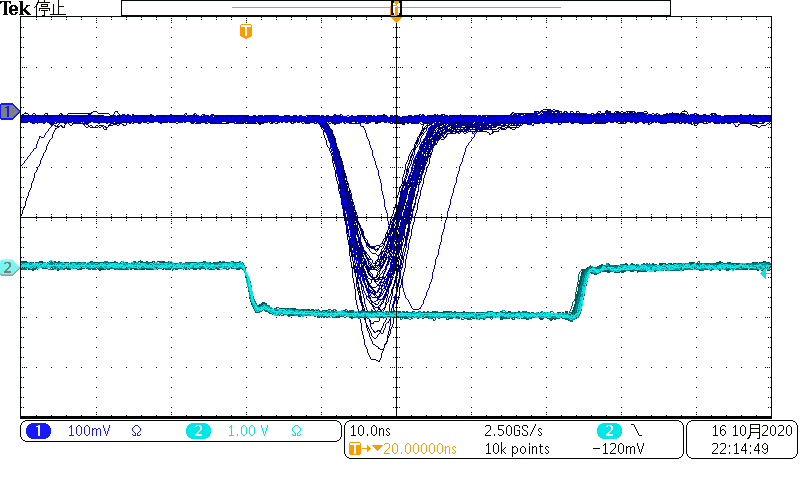 Tek 停止
T
1
2
1 100mV Ω 2 1.00 V Ω
10.0ns 2.50GS/s 2
T→▼20.00000ns 10k points −120mV
16 10月2020
22:14:49